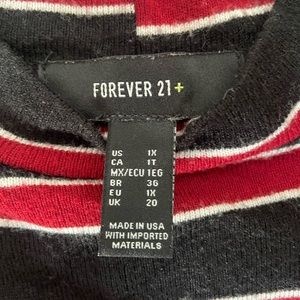 FOREVER 21+
US 1X
CA 1T
MX/ECU 1EG
BR 36
EU 1X
UK 20
MADE IN USA
WITH IMPORTED
MATERIALS